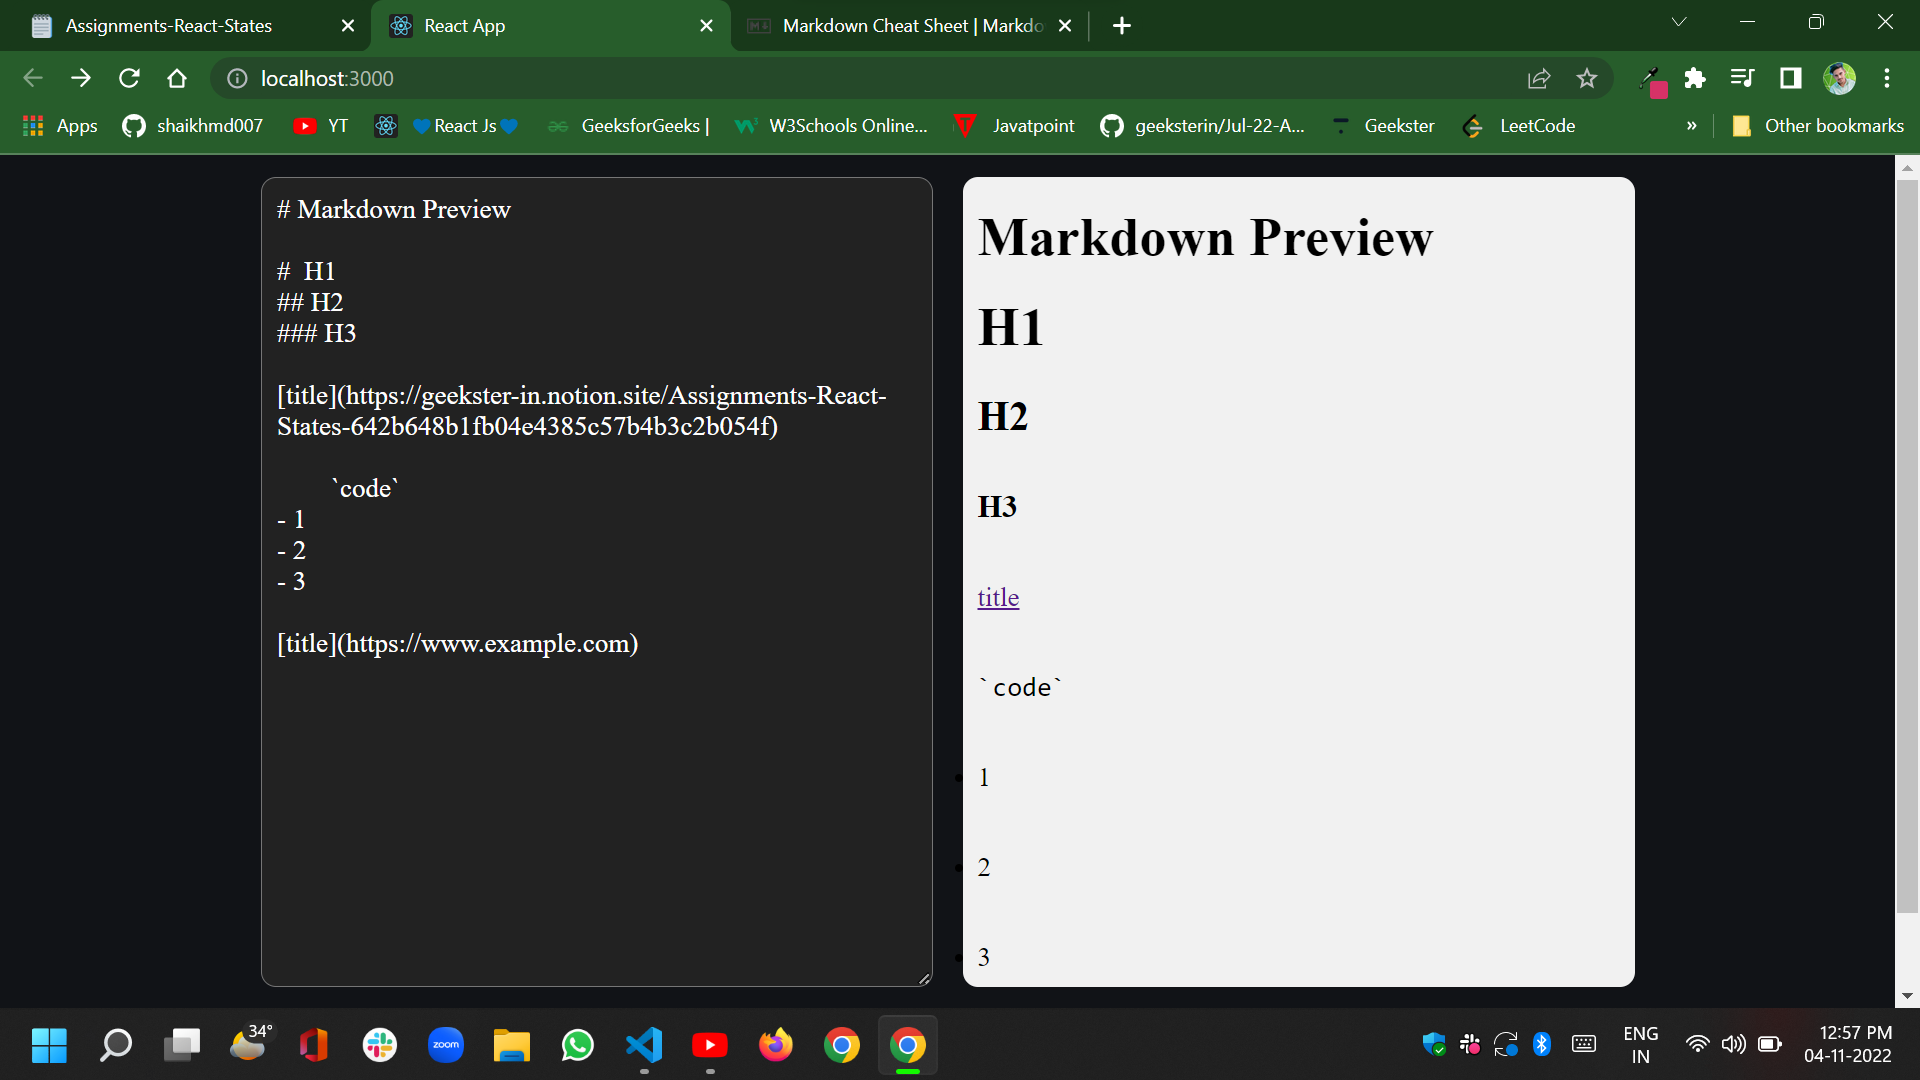 Assignments-React-States
React App
Markdown Cheat Sheet | Markdo
localhost:3000
Apps
shaikhmd007
YT
💙React Js💙
GeeksforGeeks |
W3Schools Online...
Javatpoint
geeksterin/Jul-22-A...
Geekster
LeetCode
»
Other bookmarks
# Markdown Preview
#  H1
## H2
### H3
[title](https://geekster-in.notion.site/Assignments-React-
States-642b648b1fb04e4385c57b4b3c2b054f)
`code`
- 1
- 2
- 3
[title](https://www.example.com)
Markdown Preview
H1
H2
H3
title
`code`
• 1
• 2
• 3
34°
zoom
ENG
IN
12:57 PM
04-11-2022